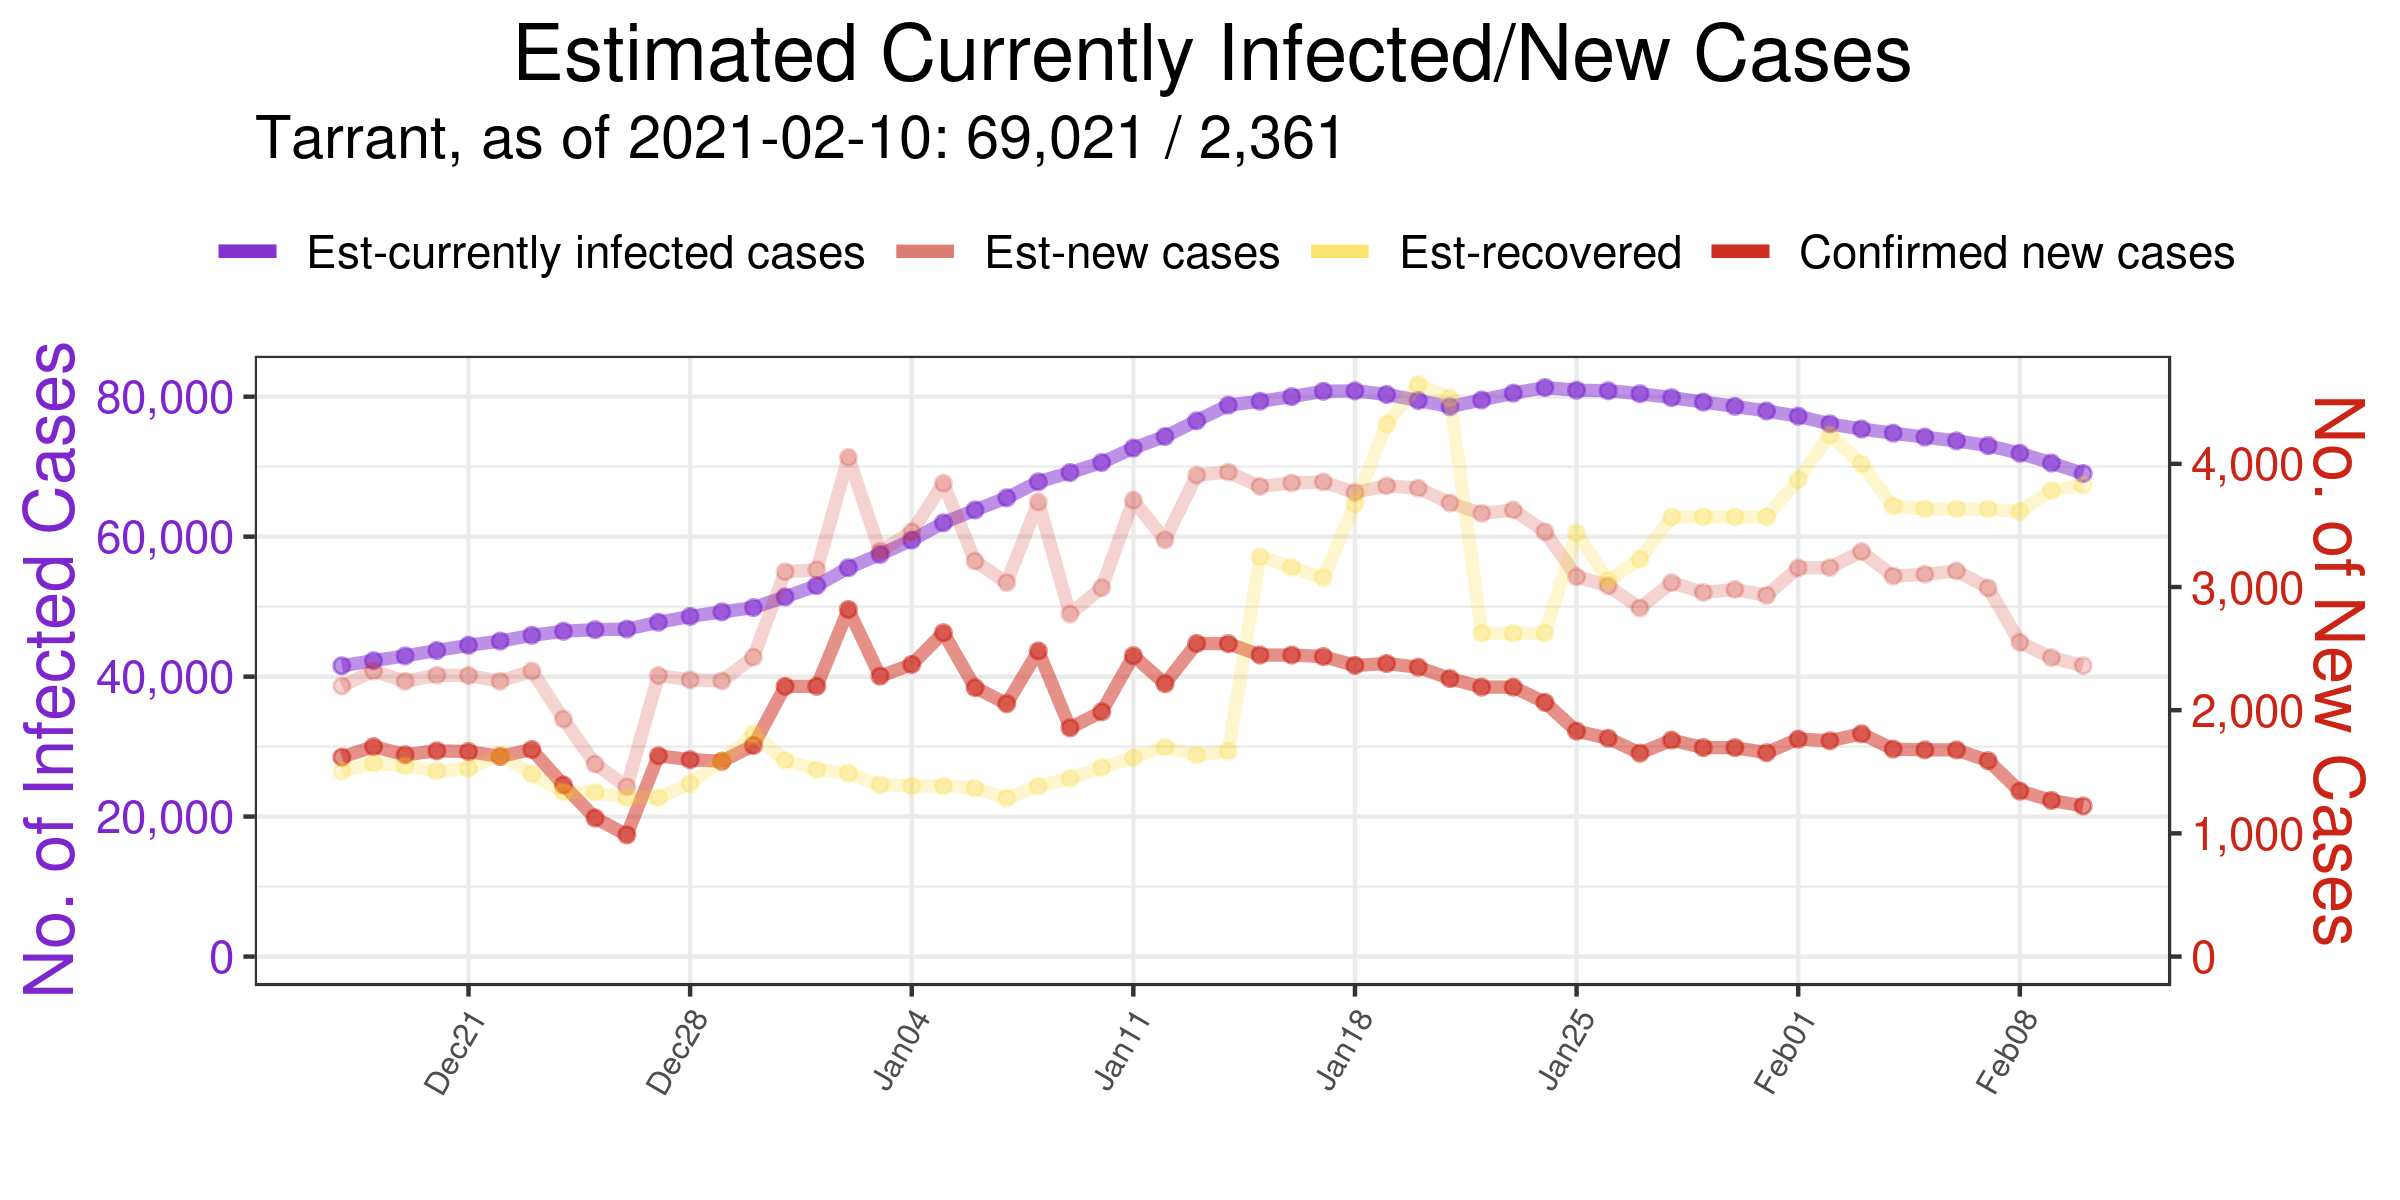 Estimated Currently Infected/New Cases
Tarrant, as of 2021-02-10: 69,021 / 2,361
Est-currently infected cases Est-new cases Est-recovered Confirmed new cases
No. of Infected Cases
80,000
60,000
40,000
20,000
0
No. of New Cases
4,000
3,000
2,000
1,000
0
Dec21 Dec28 Jan04 Jan11 Jan18 Jan25 Feb01 Feb08